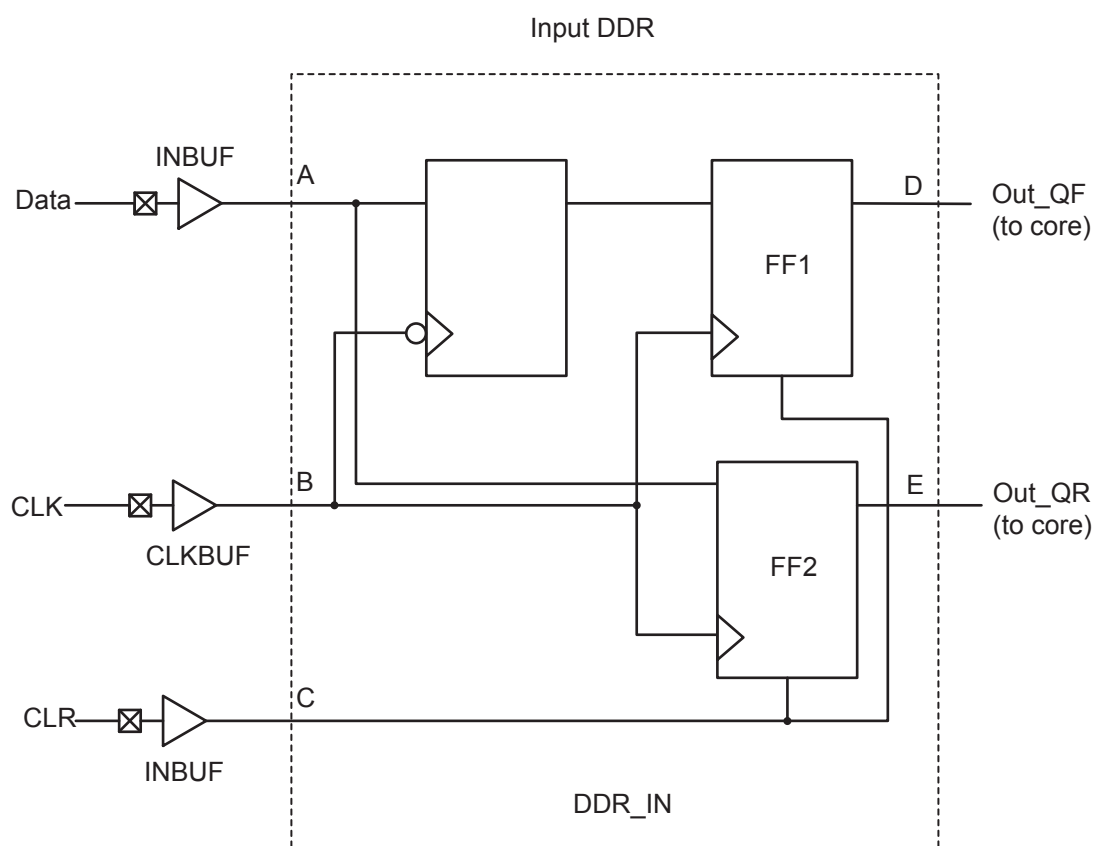 Input DDR
INBUF
A
Data
D
Out_QF
(to core)
FF1
B
CLK
CLKBUF
E
Out_QR
(to core)
FF2
C
CLR
INBUF
DDR_IN